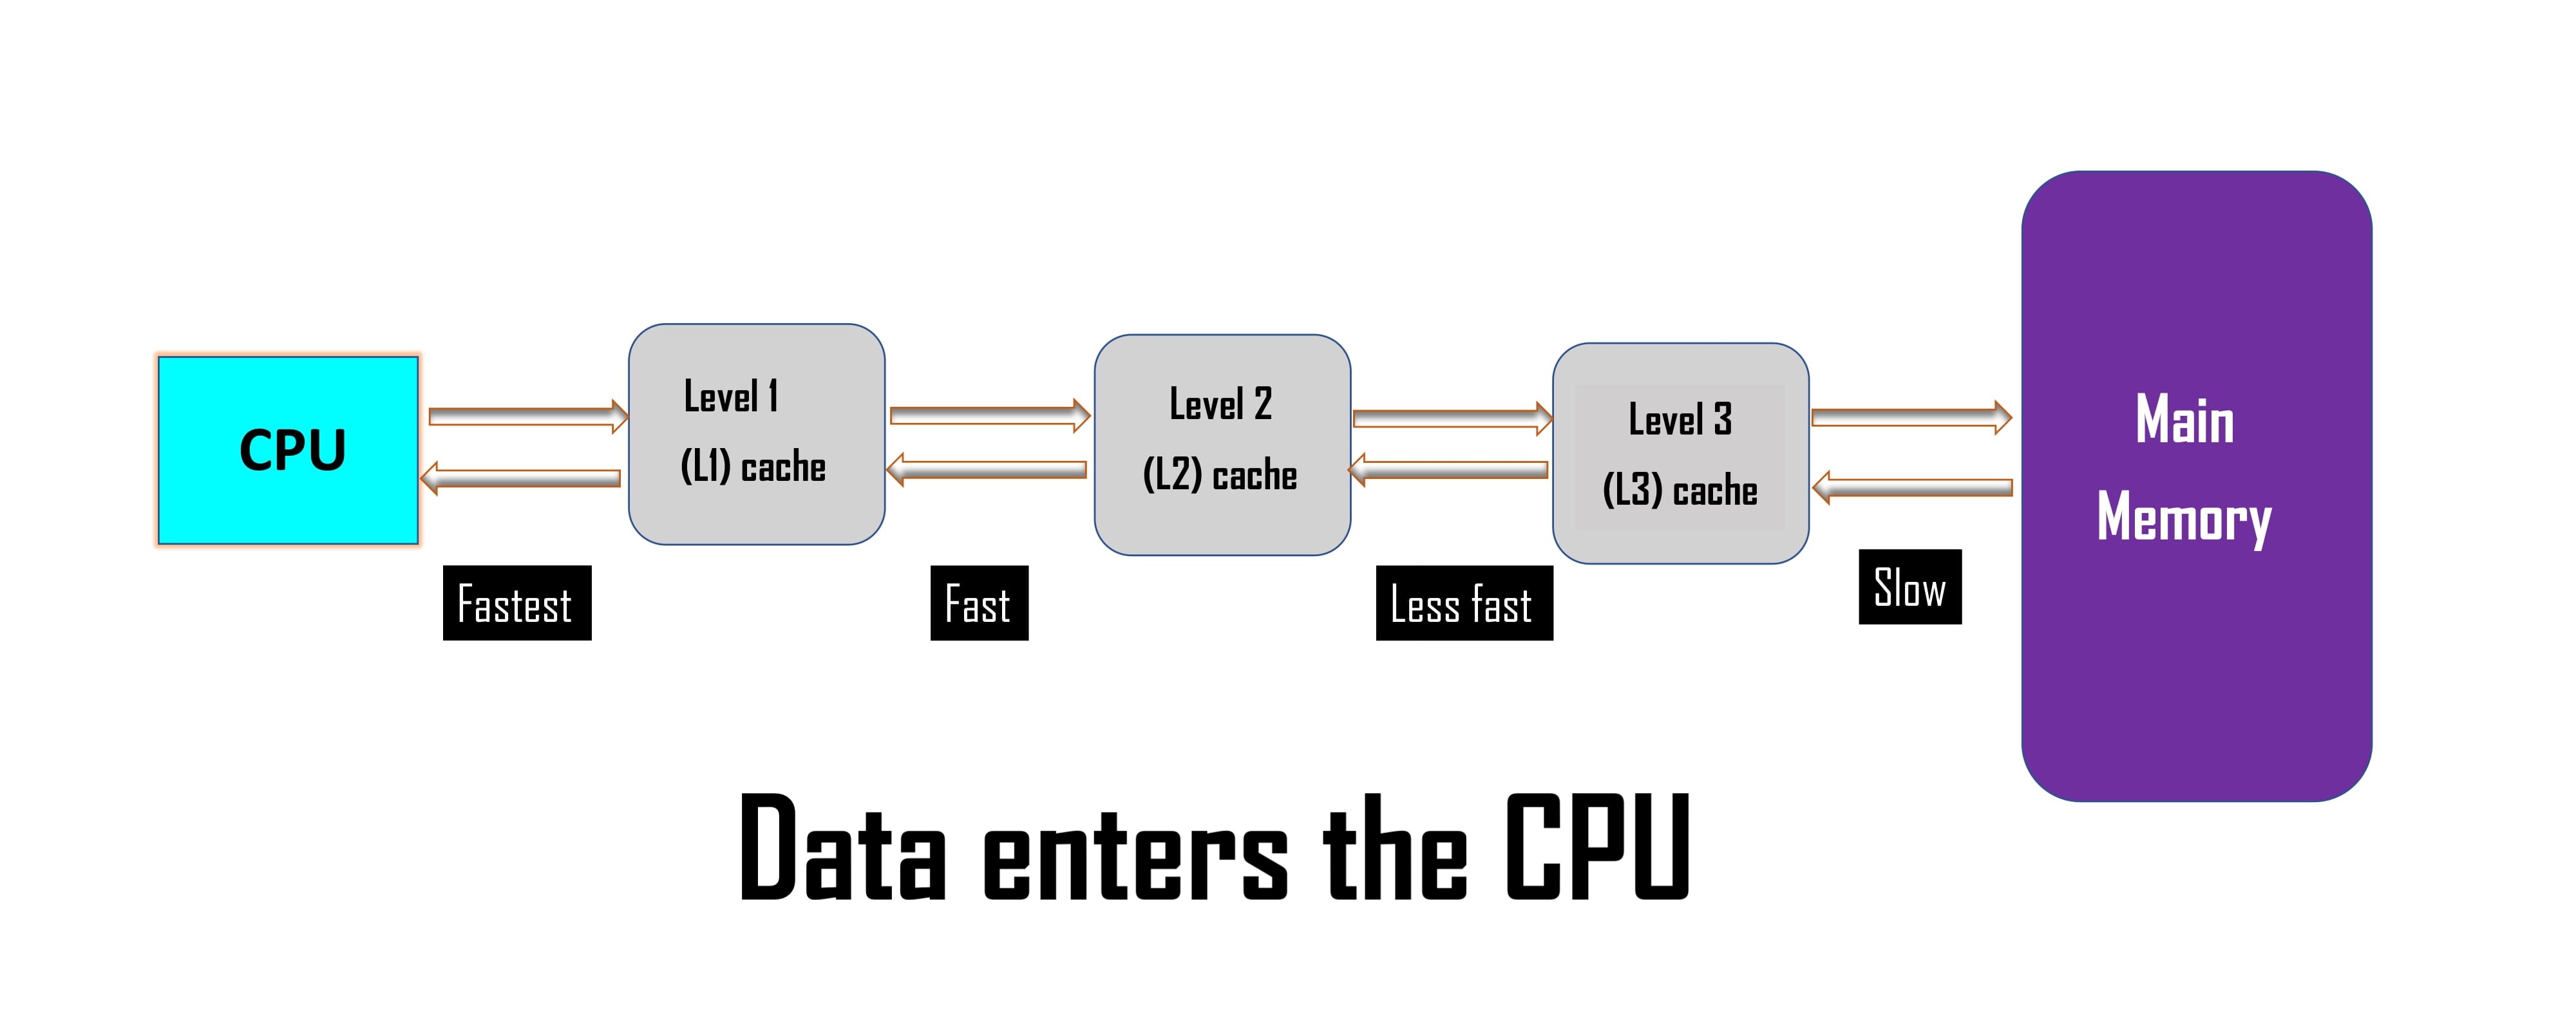 CPU
Level 1
(L1) cache
Level 2
(L2) cache
Level 3
(L3) cache
Main
Memory
Fastest
Fast
Less fast
Slow
Data enters the CPU